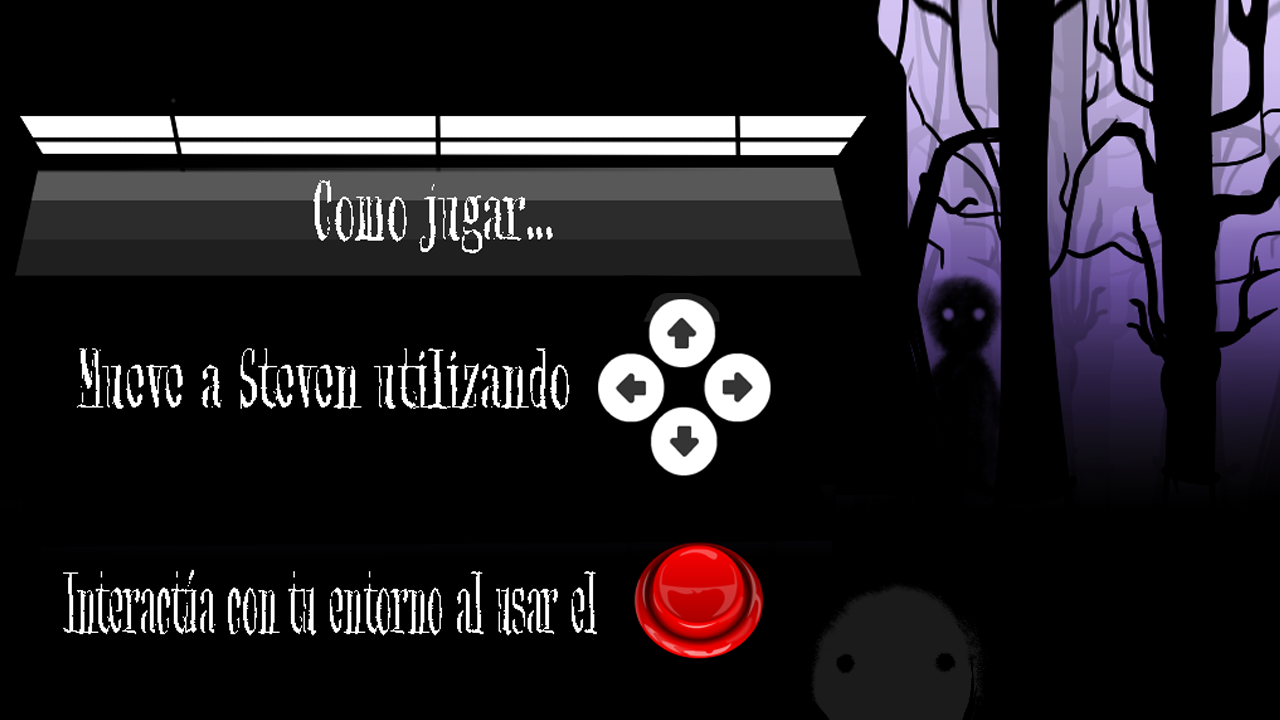 Como jugar...
Mueve a Steven utilizando
Interactúa con tu entorno al usar el